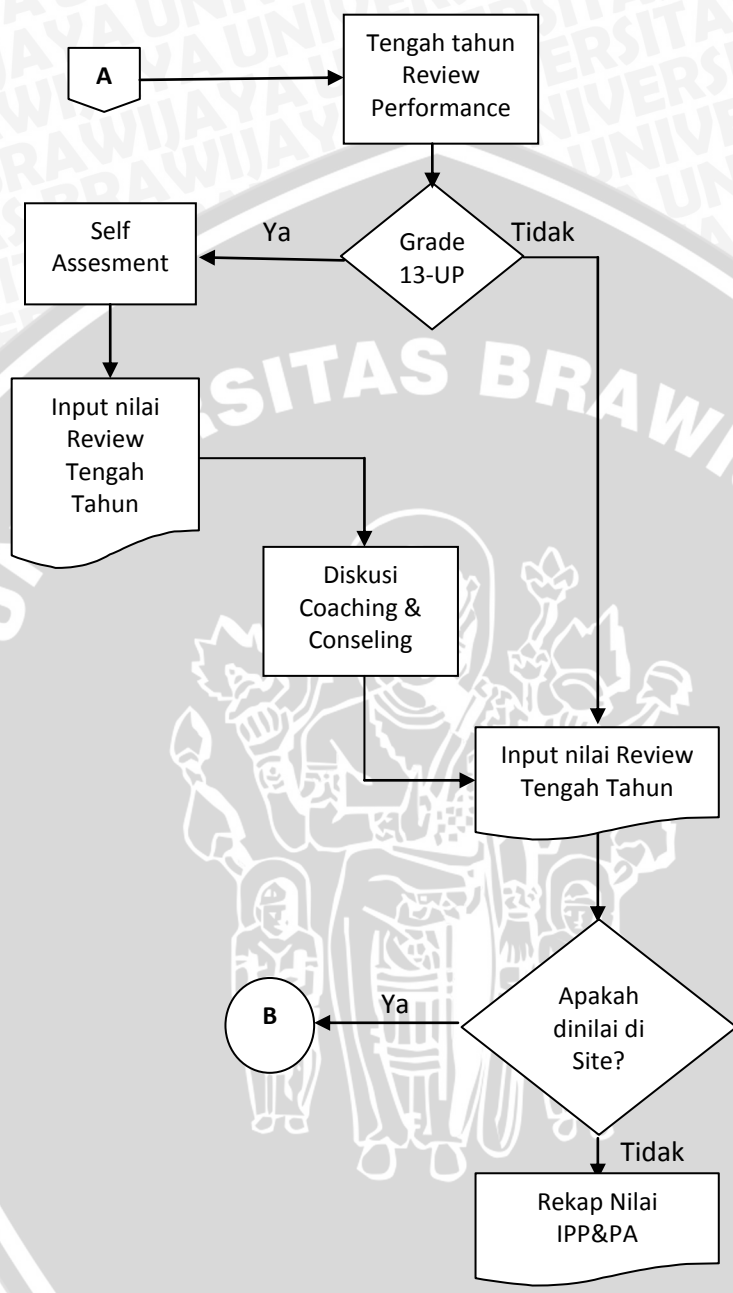 A
Tengah tahun
Review
Performance
Self
Assesment
Ya
Grade
13-UP
Tidak
Input nilai
Review
Tengah
Tahun
Diskusi
Coaching &
Conseling
Input nilai Review
Tengah Tahun
B
Ya
Apakah
dinilai di
Site?
Tidak
Rekap Nilai
IPP&PA